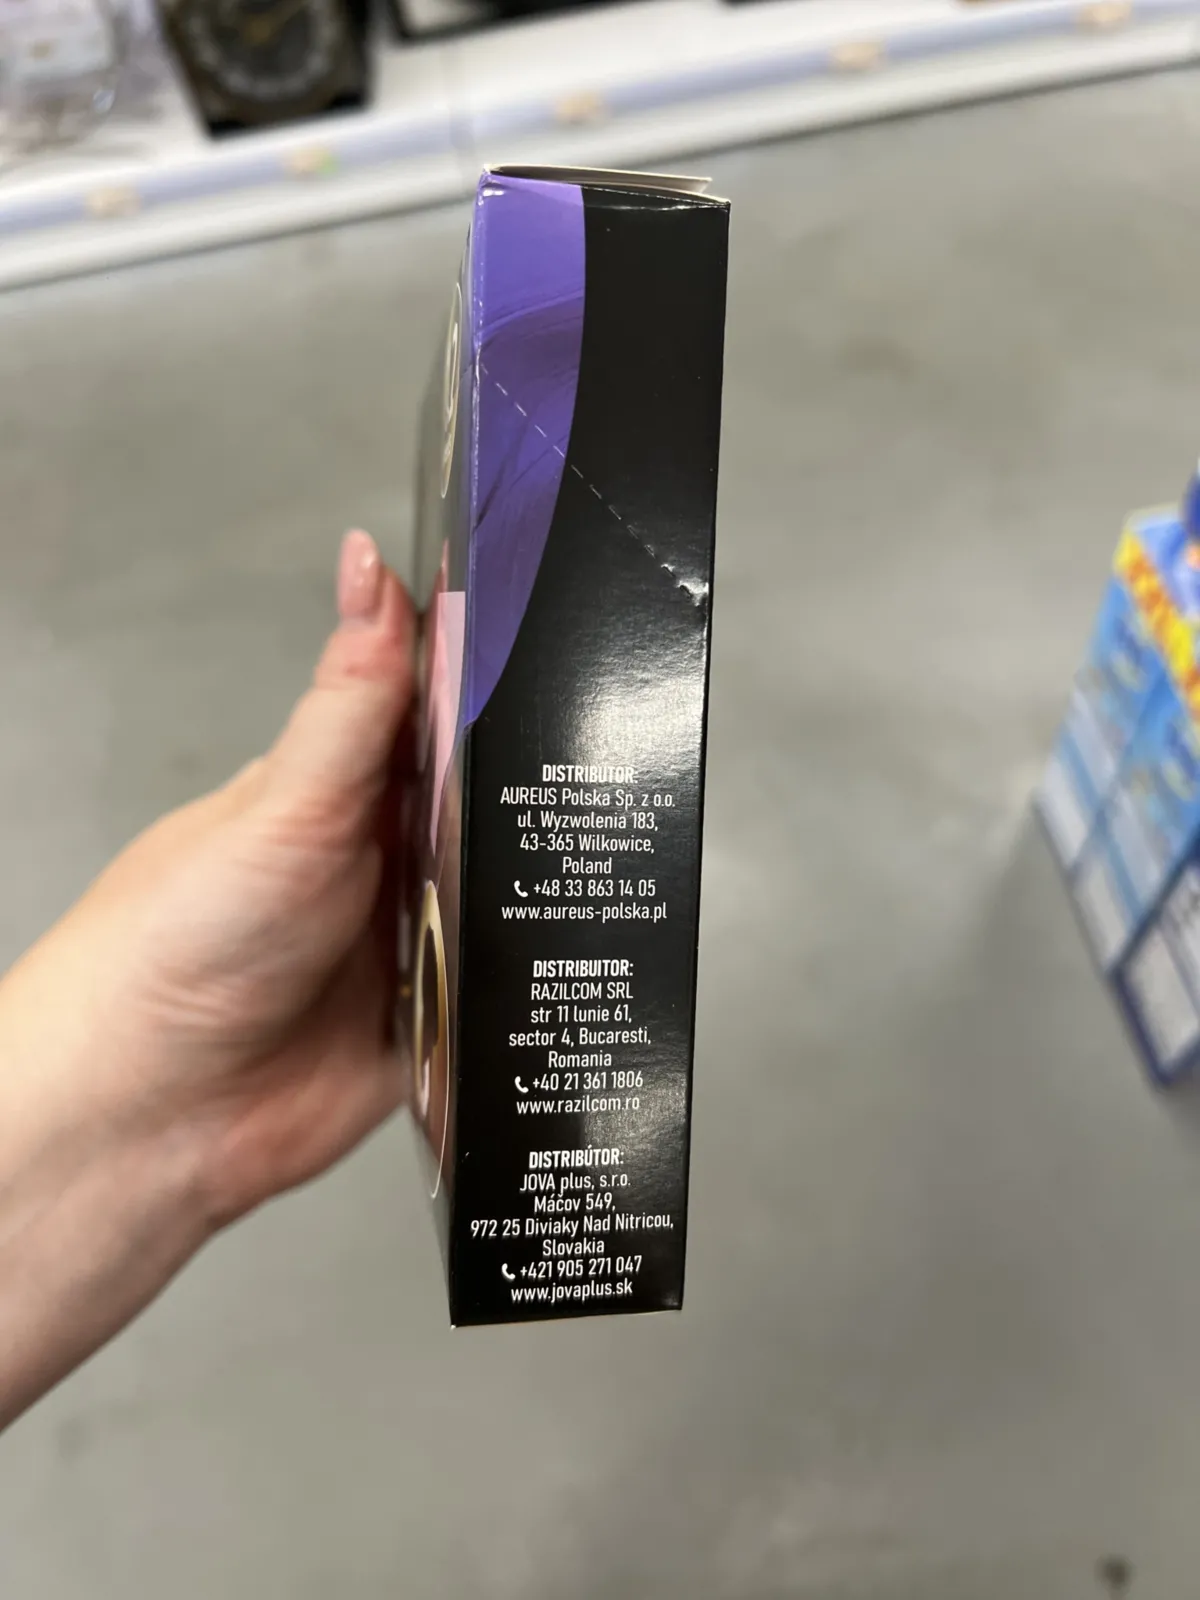 DISTRIBUTOR:
AUREUS Polska Sp. z o.o.
ul. Wyzwolenia 183,
43-365 Wilkowice,
Poland
+48 33 863 14 05
www.aureus-polska.pl
DISTRIBUITOR:
RAZILCOM SRL
str 11 Iunie 61,
sector 4, Bucaresti,
Romania
+40 21 361 1806
www.razilcom.ro
DISTRIBÚTOR:
JOVA plus, s.r.o.
Máčov 549,
972 25 Diviaky Nad Nitricou,
Slovakia
+421 905 271 047
www.jovaplus.sk